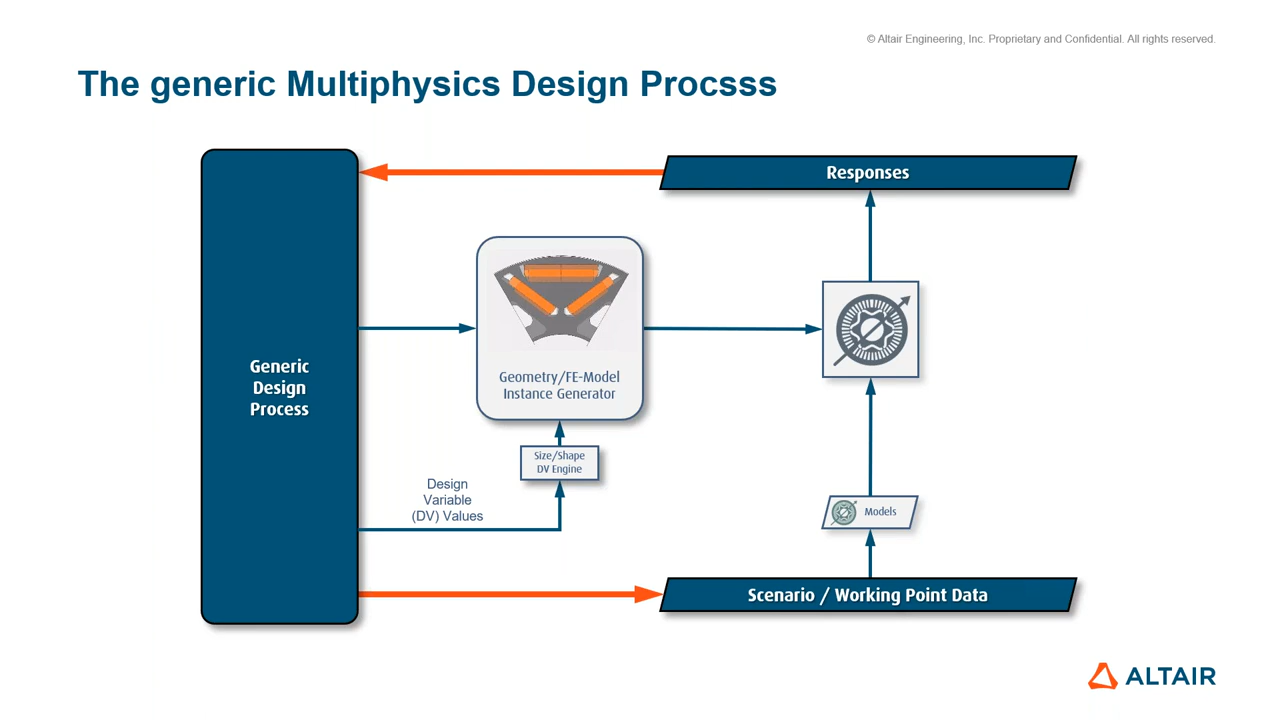 © Altair Engineering, Inc. Proprietary and Confidential. All rights reserved.
The generic Multiphysics Design Procsss
Responses
Generic
Design
Process
Geometry/FE-Model
Instance Generator
Size/Shape
DV Engine
Design
Variable
(DV) Values
Models
Scenario / Working Point Data
ALTAIR